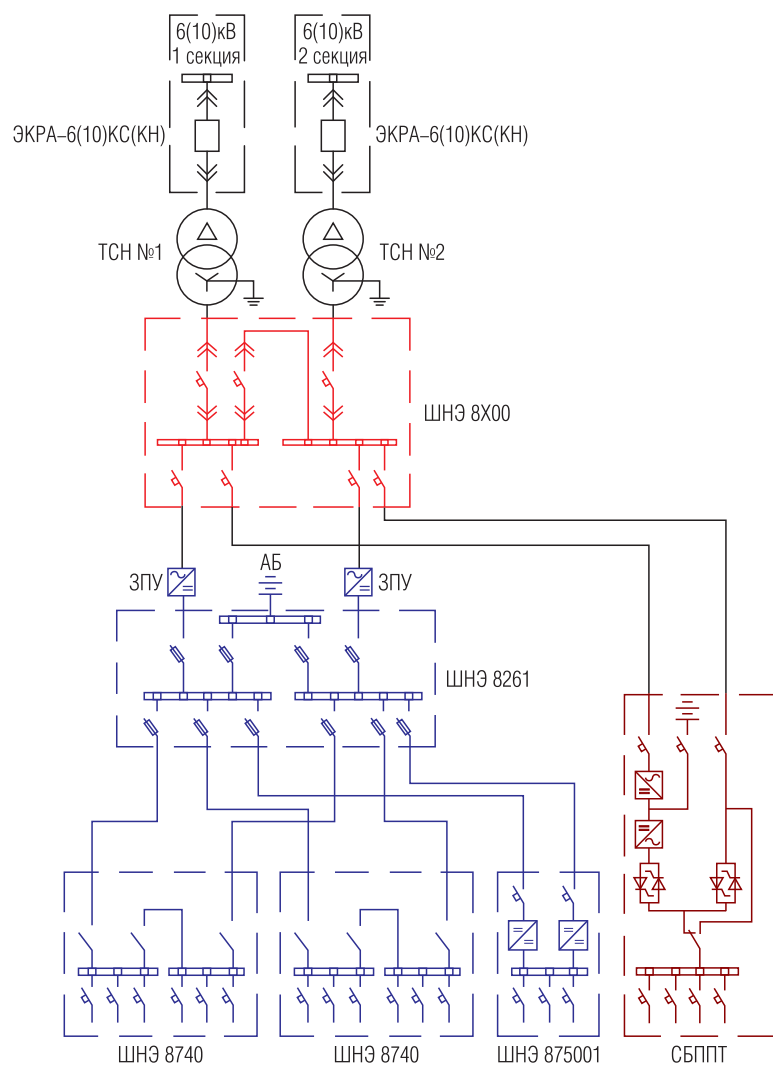 6(10)кВ
1 секция
6(10)кВ
2 секция
ЭКРА–6(10)КС(КН)
ЭКРА–6(10)КС(КН)
ТСН №1
ТСН №2
ШНЭ 8Х00
ЗПУ
АБ
ЗПУ
ШНЭ 8261
ШНЭ 8740
ШНЭ 8740
ШНЭ 875001
СБППТ